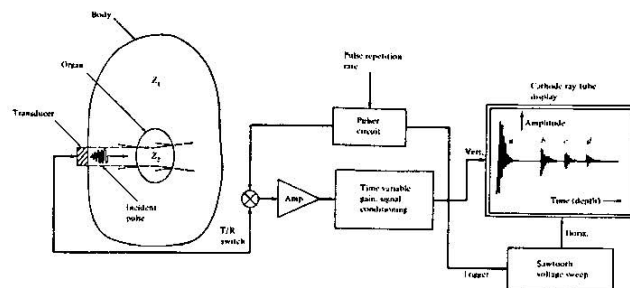 Body
Organ
Z1
Transducer
Z2
Incident
pulse
Pulse repetition
rate
Pulser
circuit
T/R
switch
Amp
Time variable
gain, signal
conditioning
Cathode ray tube
display
Amplitude
a b c d
Time (depth)
Vert.
Horiz.
Trigger
Sawtooth
voltage sweep